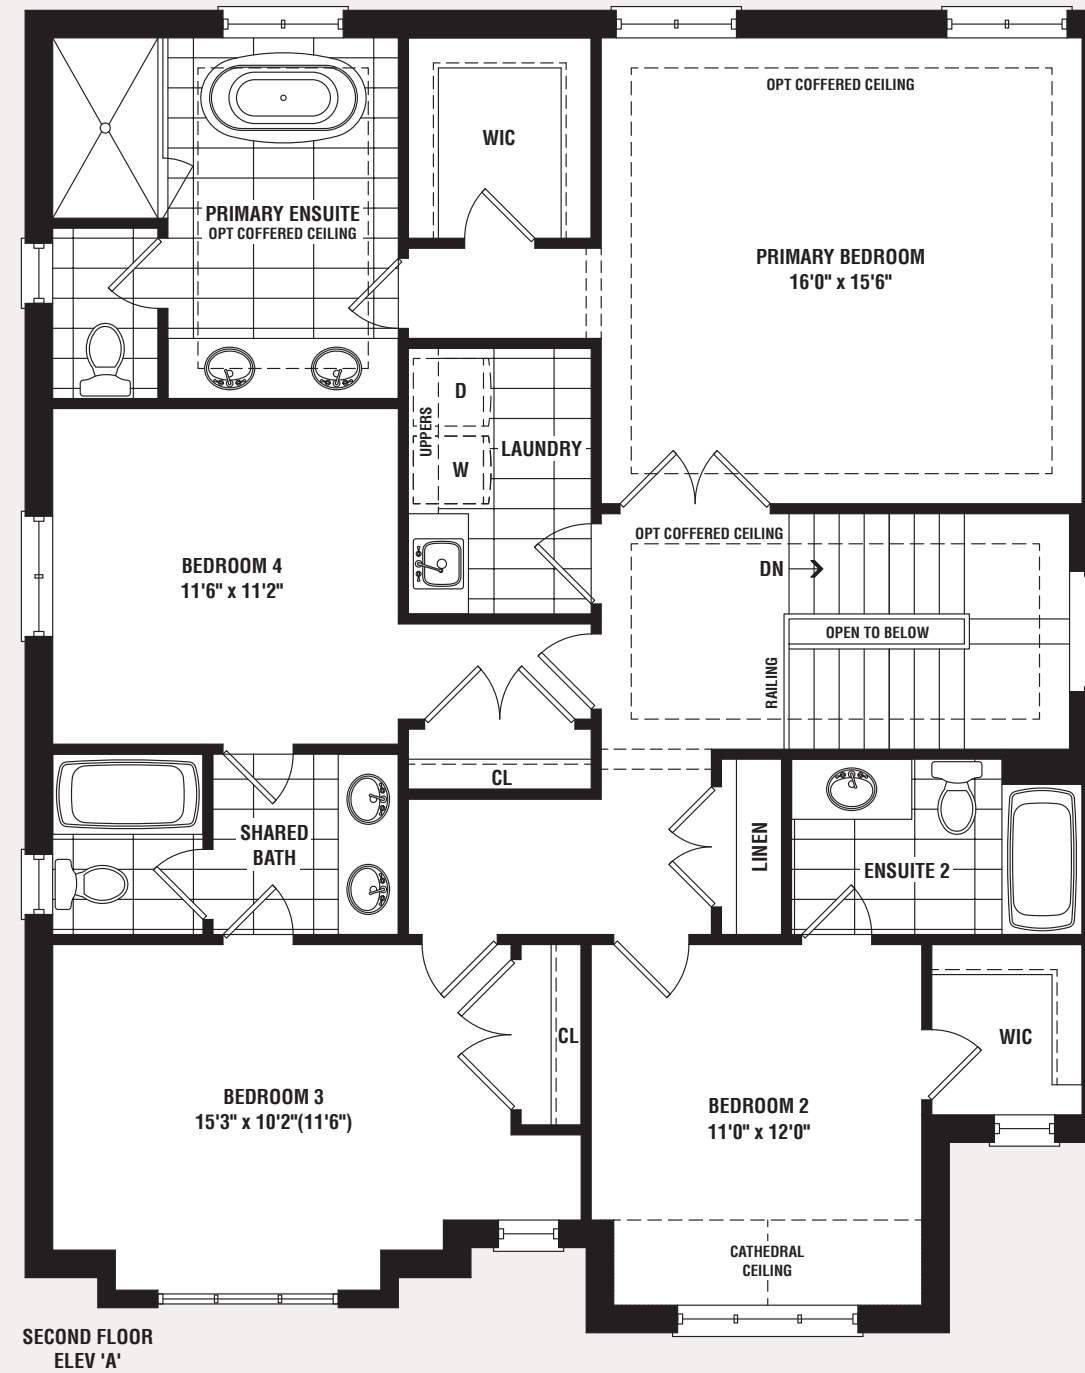 OPT COFFERED CEILING
WIC
PRIMARY ENSUITE
OPT COFFERED CEILING
PRIMARY BEDROOM
16'0" x 15'6"
D
UPPERS
W
LAUNDRY
OPT COFFERED CEILING
DN
BEDROOM 4
11'6" x 11'2"
OPEN TO BELOW
RAILING
CL
SHARED
BATH
LINEN
ENSUITE 2
CL
WIC
BEDROOM 3
15'3" x 10'2"(11'6")
BEDROOM 2
11'0" x 12'0"
CATHEDRAL
CEILING
SECOND FLOOR
ELEV 'A'